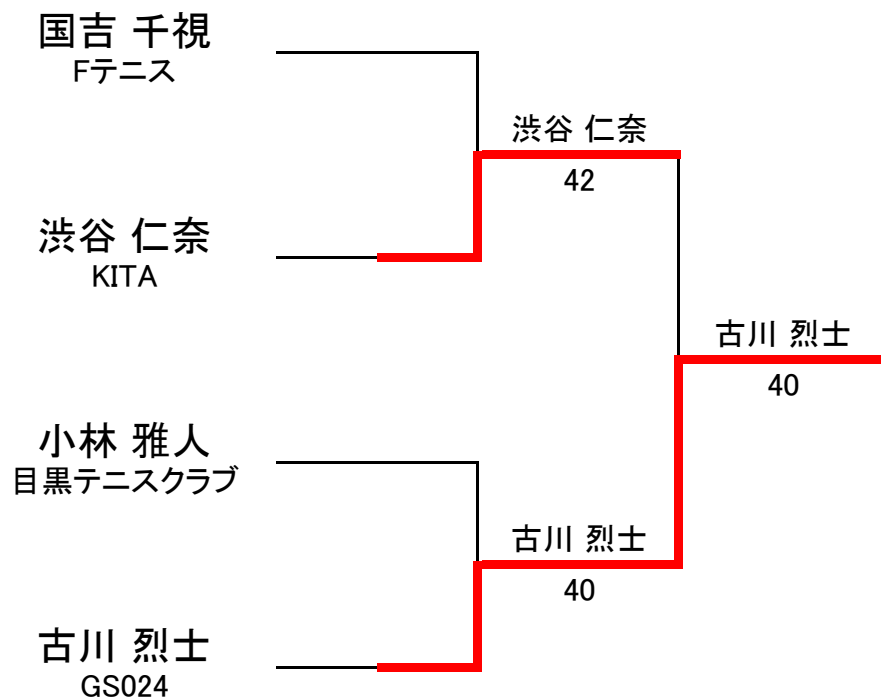 国吉 千視
Fテニス
渋谷 仁奈
42
渋谷 仁奈
KITA
古川 烈士
40
小林 雅人
目黒テニスクラブ
古川 烈士
40
古川 烈士
GS024